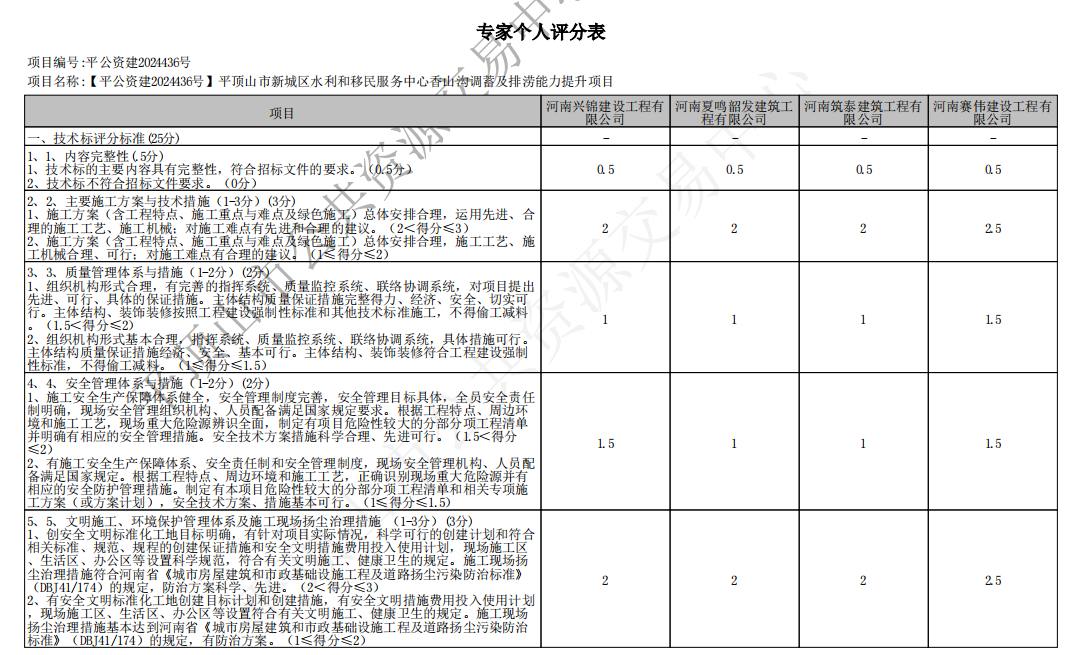 专家个人评分表
项目编号:平公资建2024436号
项目名称:【平公资建2024436号】平顶山市新城区水利和移民服务中心香山沟调蓄及排涝能力提升项目
项目
河南兴锦建设工程有
限公司
河南夏鸣韶发建筑工
程有限公司
河南筑泰建筑工程有
限公司
河南赛伟建设工程有
限公司
一、技术标评分标准(25分)
-
-
-
-
1、1、内容完整性(.5分)
1、技术标的主要内容具有完整性，符合招标文件的要求。（0.5分）
2、技术标不符合招标文件要求。（0分）
0.5
0.5
0.5
0.5
2、2、主要施工方案与技术措施（1-3分）(3分)
1、施工方案（含工程特点、施工重点与难点及绿色施工）总体安排合理，运用先进、合
理的施工工艺、施工机械；对施工难点有先进和合理的建议。（2＜得分≤3）
2、施工方案（含工程特点、施工重点与难点及绿色施工）总体安排合理，施工工艺、施
工机械合理、可行；对施工难点有合理的建议。（1≤得分≤2）
2
2
2
2.5
3、3、质量管理体系与措施（1-2分）(2分)
1、组织机构形式合理，有完善的指挥系统、质量监控系统、联络协调系统，对项目提出
先进、可行、具体的保证措施。主体结构质量保证措施完整得力、经济、安全、切实可
行。主体结构、装饰装修按照工程建设强制性标准和其他技术标准施工，不得偷工减料
。（1.5＜得分≤2）
2、组织机构形式基本合理，指挥系统、质量监控系统、联络协调系统，具体措施可行。
主体结构质量保证措施经济、安全、基本可行。主体结构、装饰装修符合工程建设强制
性标准，不得偷工减料。（1≤得分≤1.5）
1
1
1
1.5
4、4、安全管理体系与措施（1-2分）(2分)
1、施工安全生产保障体系健全，安全管理制度完善，安全管理目标具体，全员安全责任
制明确，现场安全管理组织机构、人员配备满足国家规定要求。根据工程特点、周边环
境和施工工艺，现场重大危险源辨识全面，制定有项目危险性较大的分部分项工程清单
并明确有相应的安全管理措施。安全技术方案措施科学合理、先进可行。（1.5＜得分
≤2）
2、有施工安全生产保障体系、安全责任制和安全管理制度，现场安全管理机构、人员配
备满足国家规定。根据工程特点、周边环境和施工工艺，正确识别现场重大危险源并有
相应的安全防护管理措施。制定有本项目危险性较大的分部分项工程清单和相关专项施
工方案（或方案计划），安全技术方案、措施基本可行。（1≤得分≤1.5）
1.5
1
1
1.5
5、5、文明施工、环境保护管理体系及施工现场扬尘治理措施 （1-3分）(3分)
1、创安全文明标准化工地目标明确，有针对项目实际情况，科学可行的创建计划和符合
相关标准、规范、规程的创建保证措施和安全文明措施费用投入使用计划，现场施工区
、生活区、办公区等设置科学规范，符合有关文明施工、健康卫生的规定。施工现场扬
尘治理措施符合河南省《城市房屋建筑和市政基础设施工程及道路扬尘污染防治标准》
（DBJ41/174）的规定，防治方案科学、先进。（2＜得分≤3）
2、有安全文明标准化工地创建目标计划和创建措施，有安全文明措施费用投入使用计划
，现场施工区、生活区、办公区等设置符合有关文明施工、健康卫生的规定。施工现场
扬尘治理措施基本达到河南省《城市房屋建筑和市政基础设施工程及道路扬尘污染防治
标准》（DBJ41/174）的规定，有防治方案。（1≤得分≤2）
2
2
2
2.5
平顶山市公共资源交易中心
公共资源交易中心